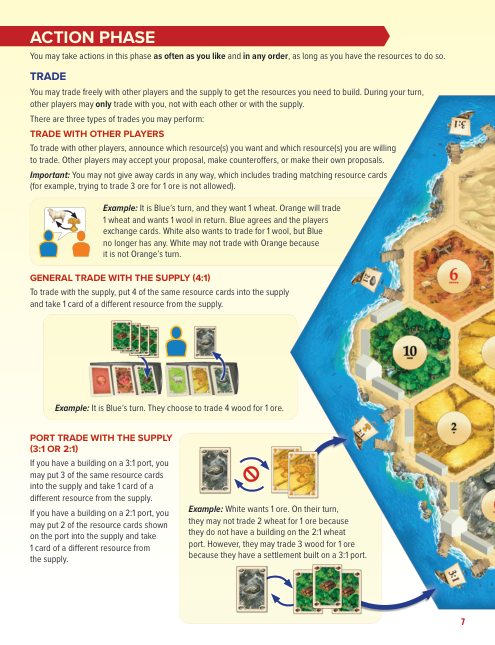 ACTION PHASE
You may take actions in this phase as often as you like and in any order, as long as you have the resources to do so.
TRADE
You may trade freely with other players and the supply to get the resources you need to build. During your turn,
other players may only trade with you, not with each other or with the supply.
There are three types of trades you may perform:
TRADE WITH OTHER PLAYERS
To trade with other players, announce which resource(s) you want and which resource(s) you are willing
to trade. Other players may accept your proposal, make counteroffers, or make their own proposals.
Important: You may not give away cards in any way, which includes trading matching resource cards
(for example, trying to trade 3 ore for 1 ore is not allowed).
Example: It is Blue's turn, and they want 1 wheat. Orange will trade
1 wheat and wants 1 wool in return. Blue agrees and the players
exchange cards. White also wants to trade for 1 wool, but Blue
no longer has any. White may not trade with Orange because
it is not Orange's turn.
GENERAL TRADE WITH THE SUPPLY (4:1)
To trade with the supply, put 4 of the same resource cards into the supply
and take 1 card of a different resource from the supply.
Example: It is Blue's turn. They choose to trade 4 wood for 1 ore.
PORT TRADE WITH THE SUPPLY
(3:1 OR 2:1)
If you have a building on a 3:1 port, you
may put 3 of the same resource cards
into the supply and take 1 card of a
different resource from the supply.
If you have a building on a 2:1 port, you
may put 2 of the resource cards shown
on the port into the supply and take
1 card of a different resource from
the supply.
Example: White wants 1 ore. On their turn,
they may not trade 2 wheat for 1 ore because
they do not have a building on the 2:1 wheat
port. However, they may trade 3 wood for 1 ore
because they have a settlement built on a 3:1 port.
3:1
6
10
2
3:1
7